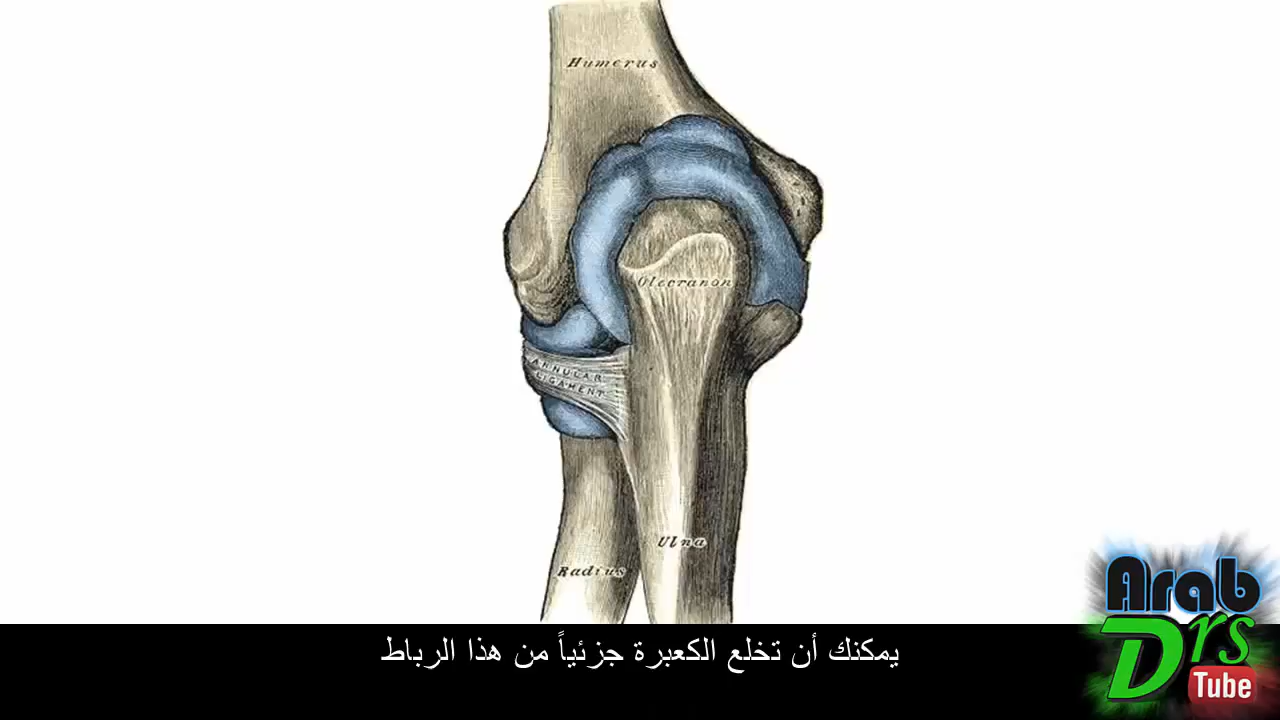 Humerus
Olecranon
ANNULAR
LIGAMENT
Ulna
Radius
يمكنك أن تخلع الكعبرة جزئياً من هذا الرباط
Arab
Drs
Tube